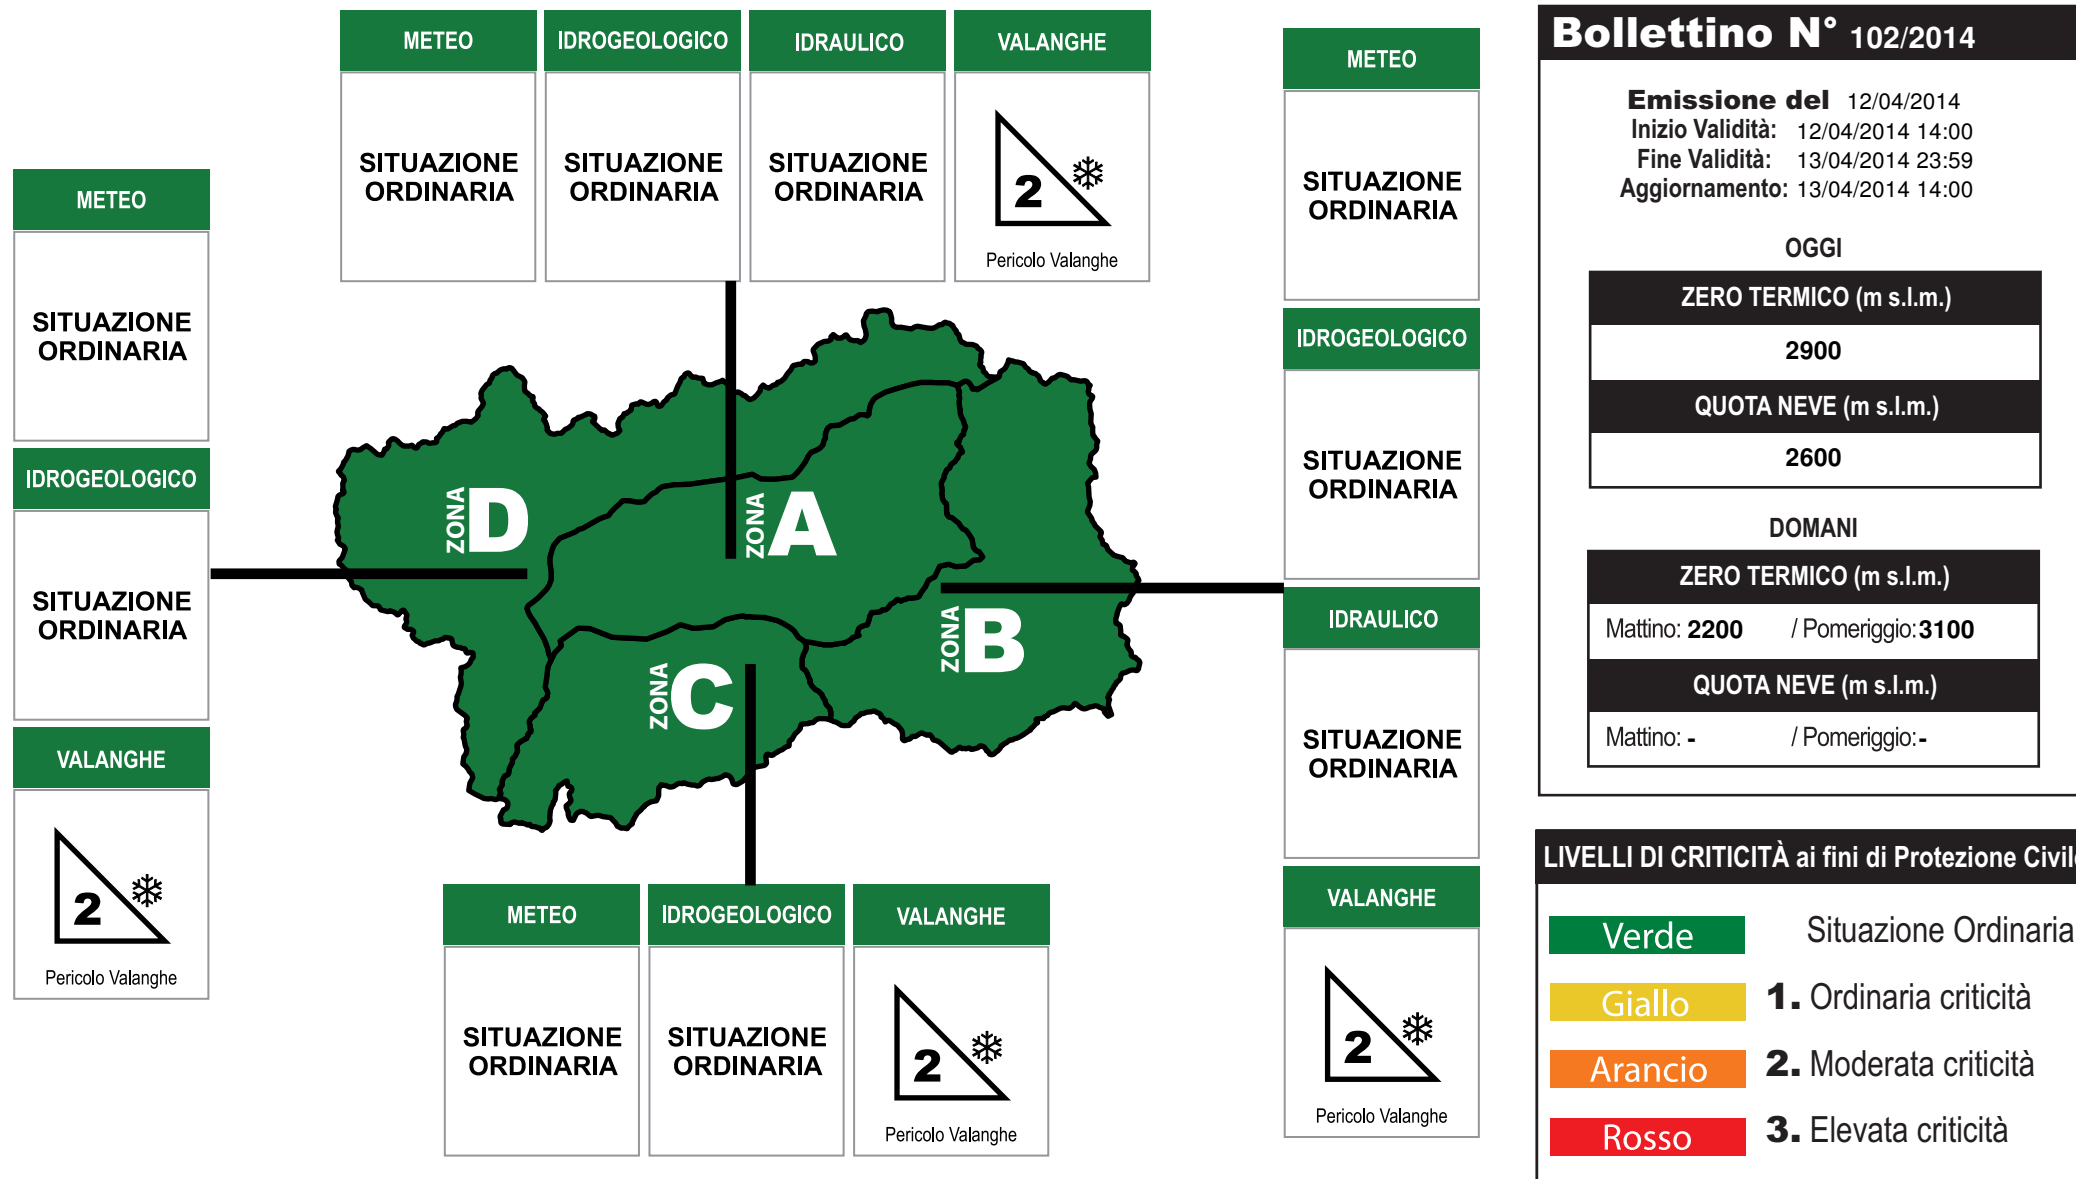 METEO
IDROGEOLOGICO
IDRAULICO
VALANGHE
SITUAZIONE
ORDINARIA
SITUAZIONE
ORDINARIA
SITUAZIONE
ORDINARIA
2
Pericolo Valanghe
METEO
SITUAZIONE
ORDINARIA
IDROGEOLOGICO
SITUAZIONE
ORDINARIA
VALANGHE
2
Pericolo Valanghe
ZONA D
ZONA A
ZONA B
ZONA C
METEO
SITUAZIONE
ORDINARIA
IDROGEOLOGICO
SITUAZIONE
ORDINARIA
IDRAULICO
SITUAZIONE
ORDINARIA
VALANGHE
2
Pericolo Valanghe
METEO
IDROGEOLOGICO
VALANGHE
SITUAZIONE
ORDINARIA
SITUAZIONE
ORDINARIA
2
Pericolo Valanghe
Bollettino N° 102/2014
Emissione del 12/04/2014
Inizio Validità: 12/04/2014 14:00
Fine Validità: 13/04/2014 23:59
Aggiornamento: 13/04/2014 14:00
OGGI
ZERO TERMICO (m s.l.m.)
2900
QUOTA NEVE (m s.l.m.)
2600
DOMANI
ZERO TERMICO (m s.l.m.)
Mattino: 2200 / Pomeriggio: 3100
QUOTA NEVE (m s.l.m.)
Mattino: - / Pomeriggio: -
LIVELLI DI CRITICITÀ ai fini di Protezione Civile
Verde Situazione Ordinaria
Giallo 1. Ordinaria criticità
Arancio 2. Moderata criticità
Rosso 3. Elevata criticità